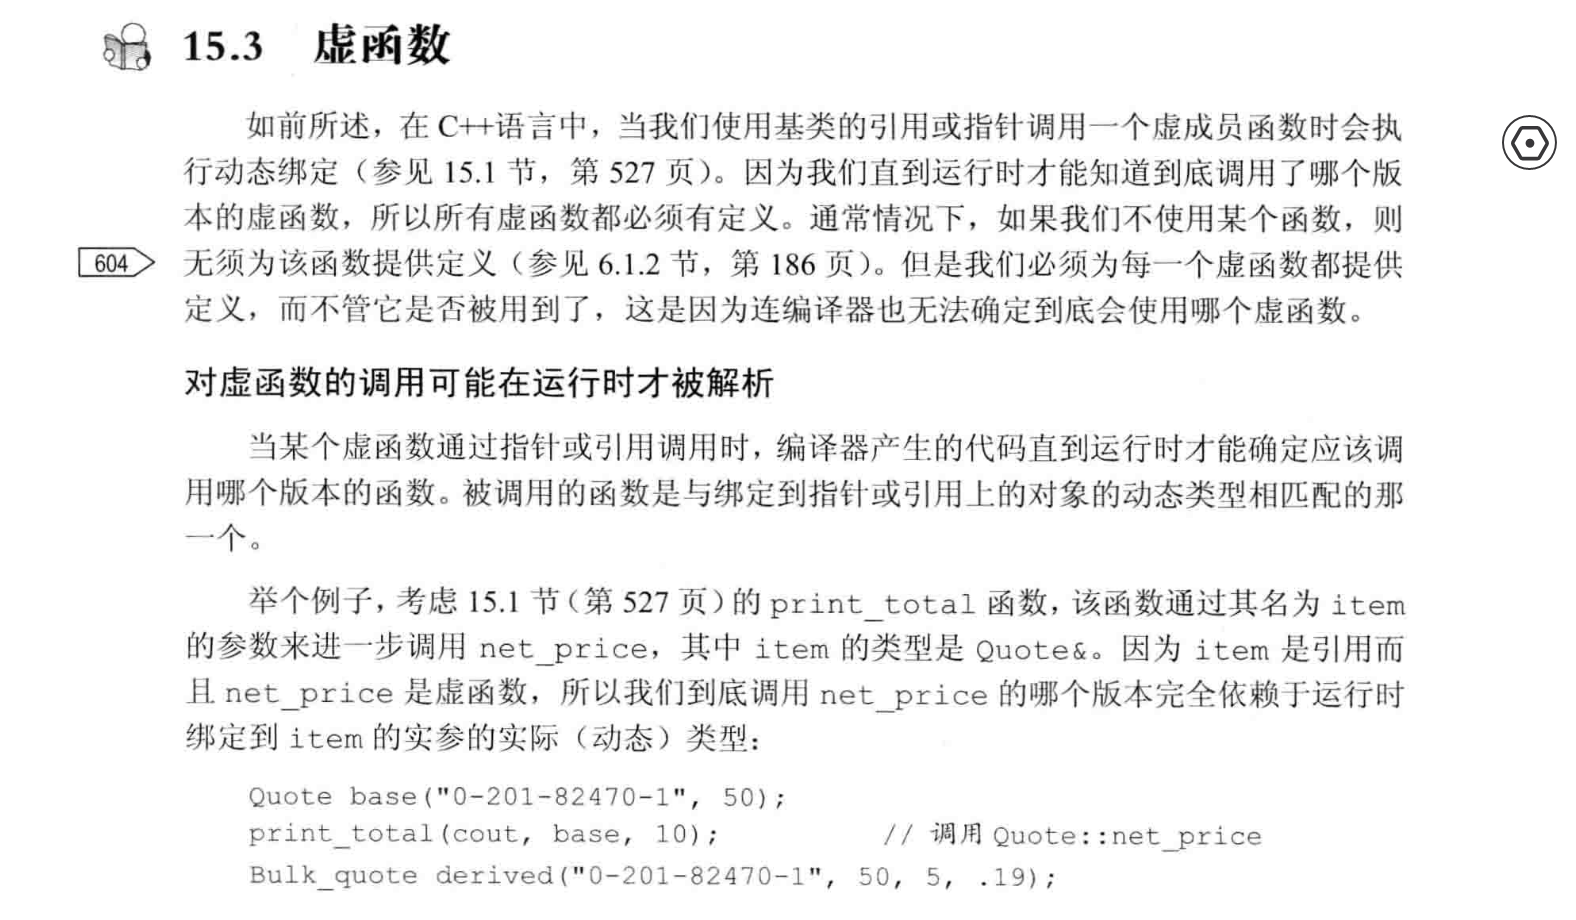 15.3 虚函数
如前所述，在 C++语言中，当我们使用基类的引用或指针调用一个虚成员函数时会执
行动态绑定（参见 15.1 节，第 527 页）。因为我们直到运行时才能知道到底调用了哪个版
本的虚函数，所以所有虚函数都必须有定义。通常情况下，如果我们不使用某个函数，则
604 无须为该函数提供定义（参见 6.1.2 节，第 186 页）。但是我们必须为每一个虚函数都提供
定义，而不管它是否被用到了，这是因为连编译器也无法确定到底会使用哪个虚函数。
对虚函数的调用可能在运行时才被解析
当某个虚函数通过指针或引用调用时，编译器产生的代码直到运行时才能确定应该调
用哪个版本的函数。被调用的函数是与绑定到指针或引用上的对象的动态类型相匹配的那
一个。
举个例子，考虑 15.1 节（第 527 页）的 print_total 函数，该函数通过其名为 item
的参数来进一步调用 net_price，其中 item 的类型是 Quote&。因为 item 是引用而
且 net_price 是虚函数，所以我们到底调用 net_price 的哪个版本完全依赖于运行时
绑定到 item 的实参的实际（动态）类型：
Quote base("0-201-82470-1", 50);
print_total(cout, base, 10); // 调用 Quote::net_price
Bulk_quote derived("0-201-82470-1", 50, 5, .19);